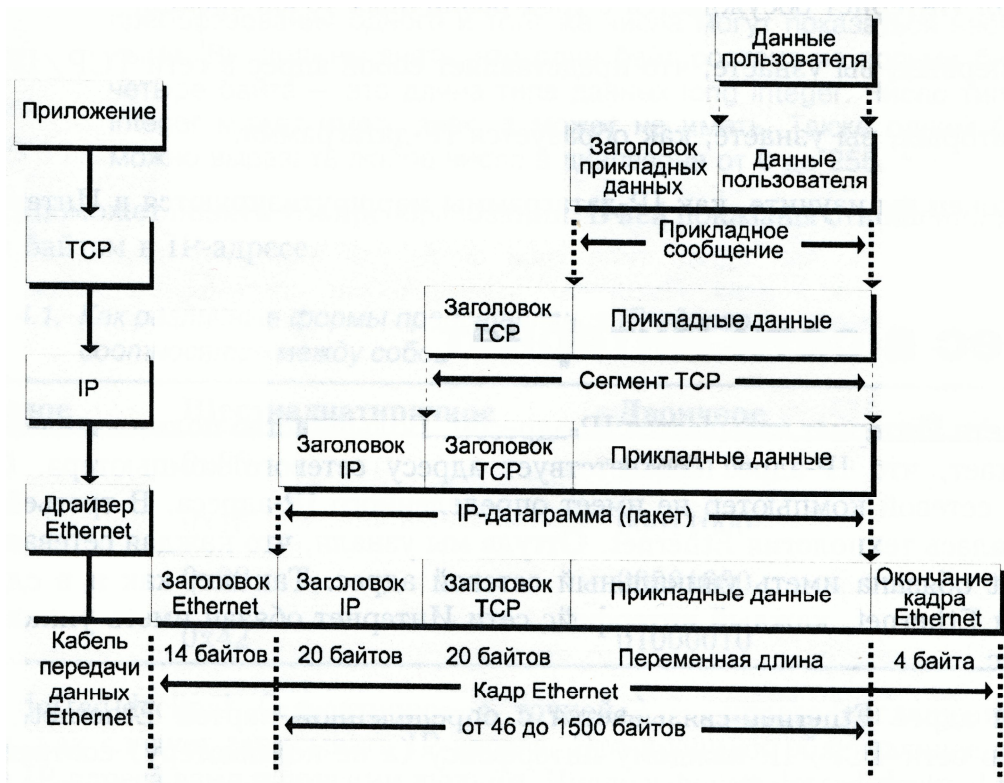 Данные
пользователя
Приложение
Заголовок
прикладных
данных
Данные
пользователя
TCP
Прикладное
сообщение
Заголовок
TCP
Прикладные данные
IP
Сегмент TCP
Заголовок
IP
Заголовок
TCP
Прикладные данные
Драйвер
Ethernet
IP-датаграмма (пакет)
Заголовок
Ethernet
Заголовок
IP
Заголовок
TCP
Прикладные данные
Окончание
кадра
Ethernet
Кабель
передачи
данных
Ethernet
14 байтов
20 байтов
20 байтов
Переменная длина
4 байта
Кадр Ethernet
от 46 до 1500 байтов